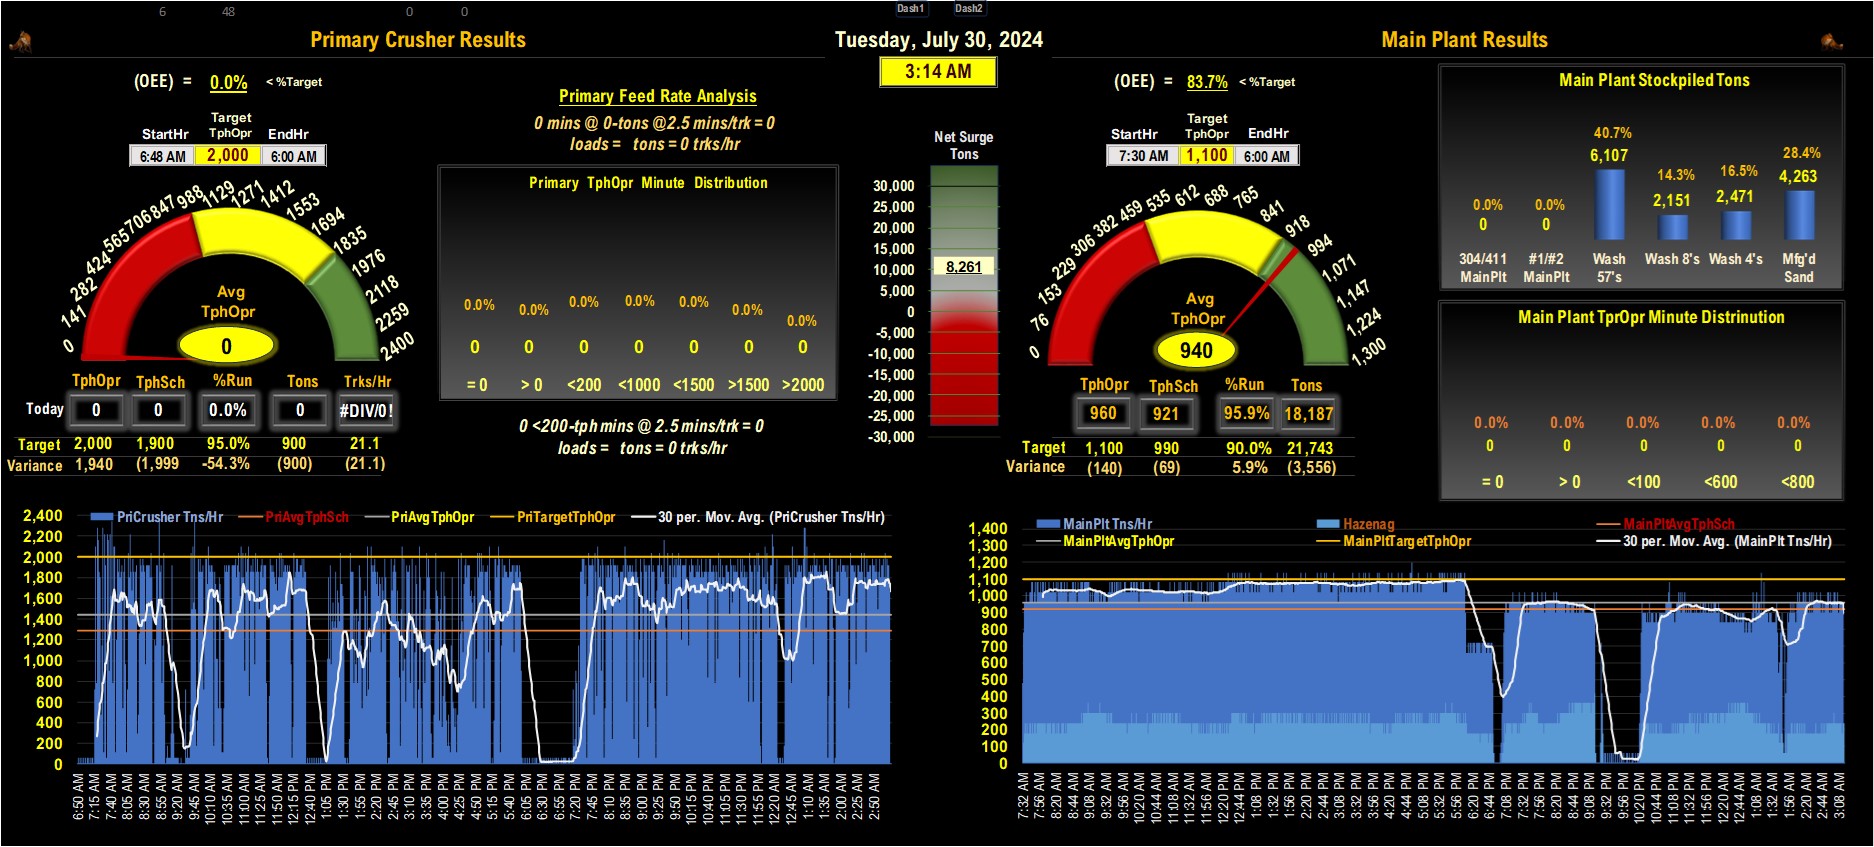 6 48 0 0 Dash1 Dash2
Primary Crusher Results
Tuesday, July 30, 2024
Main Plant Results
3:14 AM
(OEE) = 0.0% < %Target
Target
StartHr TphOpr EndHr
6:48 AM 2,000 6:00 AM
0 141 282 424 565 706 847 988 1129 1271 1412 1553 1694 1835 1976 2118 2259 2400
Avg
TphOpr
0
TphOpr TphSch %Run Tons Trks/Hr
Today 0 0 0.0% 0 #DIV/0!
Target 2,000 1,900 95.0% 900 21.1
Variance 1,940 (1,999 -54.3% (900) (21.1)
Primary Feed Rate Analysis
0 mins @ 0-tons @2.5 mins/trk = 0
loads = tons = 0 trks/hr
Primary TphOpr Minute Distribution
0.0% 0.0% 0.0% 0.0% 0.0% 0.0% 0.0%
0 0 0 0 0 0 0
= 0 > 0 <200 <1000 <1500 >1500 >2000
0 <200-tph mins @ 2.5 mins/trk = 0
loads = tons = 0 trks/hr
Net Surge
Tons
30,000
25,000
20,000
15,000
10,000
8,261
5,000
0
-5,000
-10,000
-15,000
-20,000
-25,000
-30,000
(OEE) = 83.7% < %Target
Target
StartHr TphOpr EndHr
7:30 AM 1,100 6:00 AM
0 76 153 229 306 382 459 535 612 688 765 841 918 994 1,071 1,147 1,224 1,300
Avg
TphOpr
940
TphOpr TphSch %Run Tons
960 921 95.9% 18,187
Target 1,100 990 90.0% 21,743
Variance (140) (69) 5.9% (3,556)
Main Plant Stockpiled Tons
0.0% 0.0% 40.7% 14.3% 16.5% 28.4%
0 0 6,107 2,151 2,471 4,263
304/411 #1/#2 Wash Wash 8's Wash 4's Mfg'd
MainPlt MainPlt 57's Sand
Main Plant TprOpr Minute Distrinution
0.0% 0.0% 0.0% 0.0% 0.0%
0 0 0 0 0
= 0 > 0 <100 <600 <800
PriCrusher Tns/Hr PriAvgTphSch PriAvgTphOpr PriTargetTphOpr 30 per. Mov. Avg. (PriCrusher Tns/Hr)
2,400
2,200
2,000
1,800
1,600
1,400
1,200
1,000
800
600
400
200
0
6:50 AM 7:15 AM 7:40 AM 8:05 AM 8:30 AM 8:55 AM 9:20 AM 9:45 AM 10:10 AM 10:35 AM 11:00 AM 11:25 AM 11:50 AM 12:15 PM 12:40 PM 1:05 PM 1:30 PM 1:55 PM 2:20 PM 2:45 PM 3:10 PM 3:35 PM 4:00 PM 4:25 PM 4:50 PM 5:15 PM 5:40 PM 6:05 PM 6:30 PM 6:55 PM 7:20 PM 7:45 PM 8:10 PM 8:35 PM 9:00 PM 9:25 PM 9:50 PM 10:15 PM 10:40 PM 11:05 PM 11:30 PM 11:55 PM 12:20 AM 12:45 AM 1:10 AM 1:35 AM 2:00 AM 2:25 AM 2:50 AM
MainPlt Tns/Hr Hazenag MainPltAvgTphSch
MainPltAvgTphOpr MainPltTargetTphOpr 30 per. Mov. Avg. (MainPlt Tns/Hr)
1,400
1,300
1,200
1,100
1,000
900
800
700
600
500
400
300
200
100
0
7:32 AM 7:56 AM 8:20 AM 8:44 AM 9:08 AM 9:32 AM 9:56 AM 10:20 AM 10:44 AM 11:08 AM 11:32 AM 11:56 AM 12:20 PM 12:44 PM 1:08 PM 1:32 PM 1:56 PM 2:20 PM 2:44 PM 3:08 PM 3:32 PM 3:56 PM 4:20 PM 4:44 PM 5:08 PM 5:32 PM 5:56 PM 6:20 PM 6:44 PM 7:08 PM 7:32 PM 7:56 PM 8:20 PM 8:44 PM 9:08 PM 9:32 PM 9:56 PM 10:20 PM 10:44 PM 11:08 PM 11:32 PM 11:56 PM 12:20 AM 12:44 AM 1:08 AM 1:32 AM 1:56 AM 2:20 AM 2:44 AM 3:08 AM